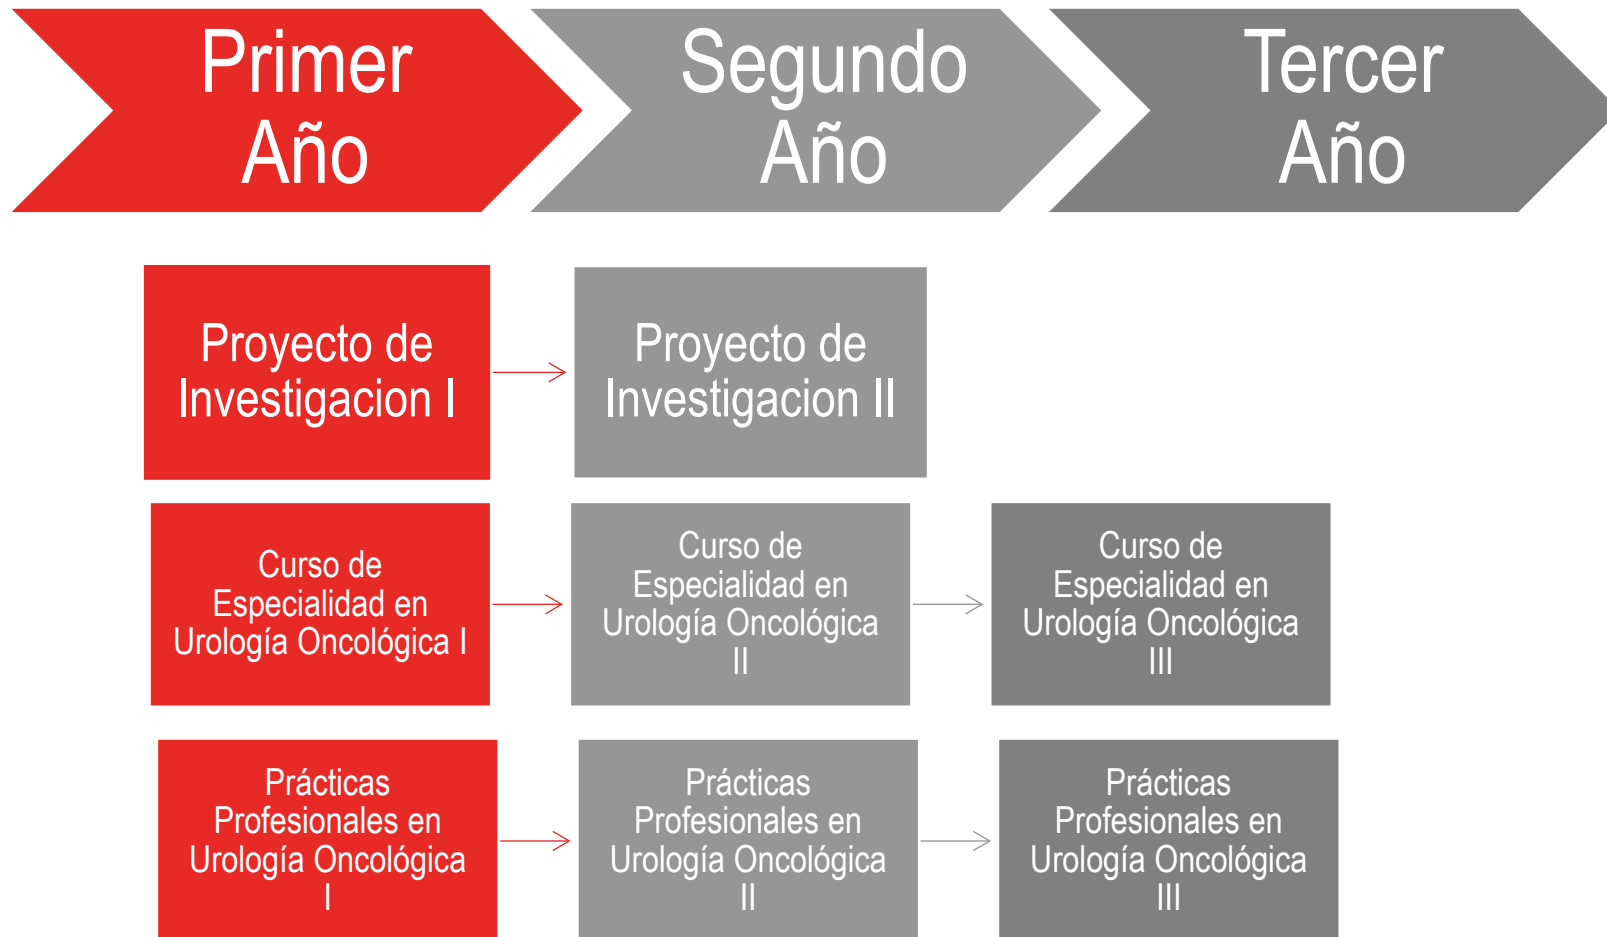 Primer
Año
Segundo
Año
Tercer
Año
Proyecto de
Investigacion I
Proyecto de
Investigacion II
Curso de
Especialidad en
Urología Oncológica I
Curso de
Especialidad en
Urología Oncológica
II
Curso de
Especialidad en
Urología Oncológica
III
Prácticas
Profesionales en
Urología Oncológica
I
Prácticas
Profesionales en
Urología Oncológica
II
Prácticas
Profesionales en
Urología Oncológica
III